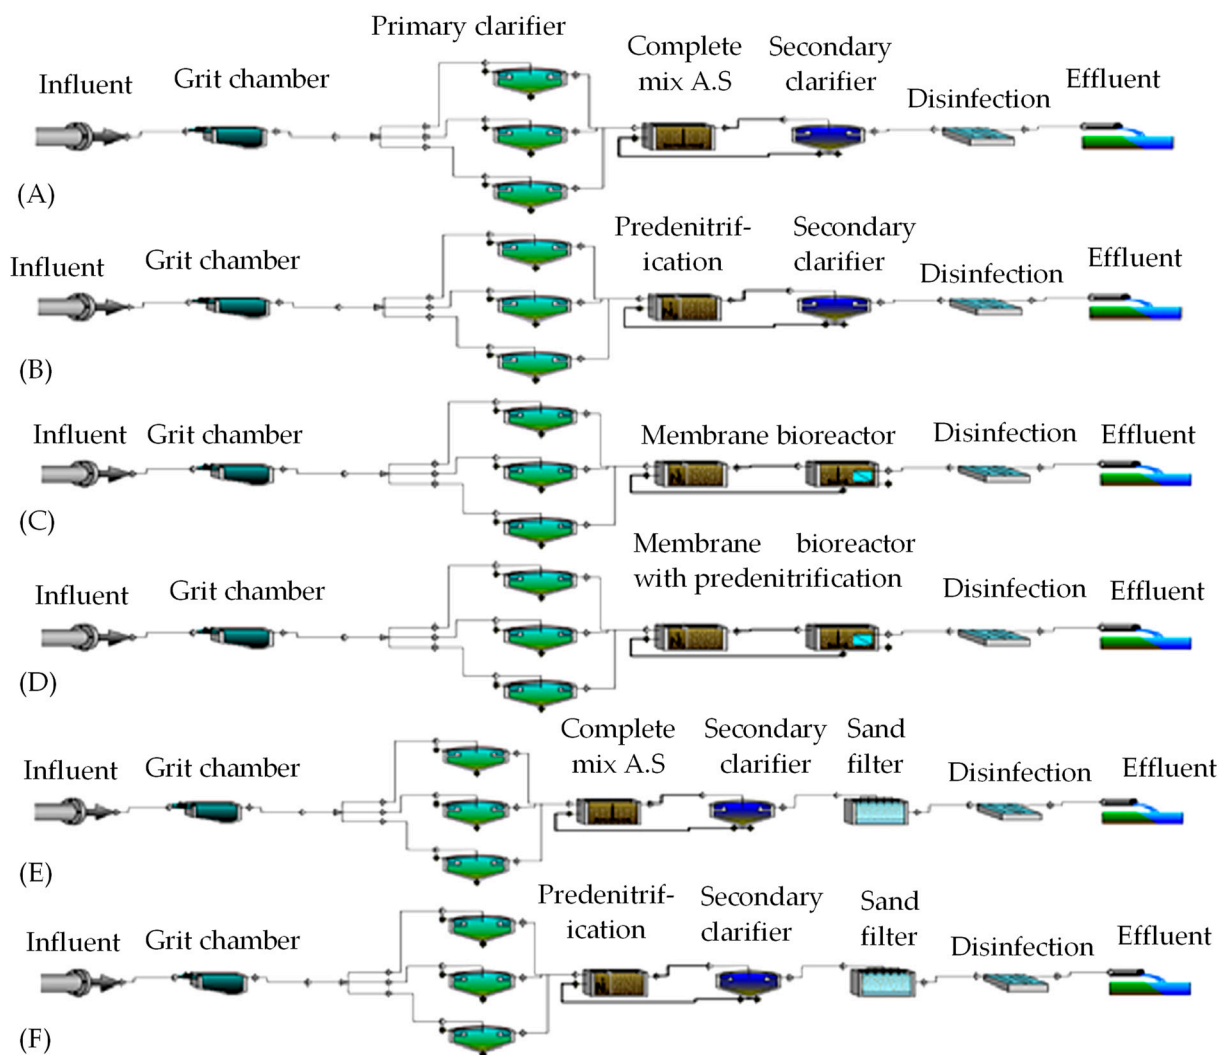 Primary clarifier
Influent
Grit chamber
Complete
mix A.S
Secondary
clarifier
Disinfection
Effluent
(A)
Influent
Grit chamber
Predenitrif-
ication
Secondary
clarifier
Disinfection
Effluent
(B)
Influent
Grit chamber
Membrane bioreactor
Disinfection
Effluent
(C)
Influent
Grit chamber
Membrane bioreactor
with predenitrification
Disinfection
Effluent
(D)
Influent
Grit chamber
Complete
mix A.S
Secondary
clarifier
Sand
filter
Disinfection
Effluent
(E)
Influent
Grit chamber
Predenitrif-
ication
Secondary
clarifier
Sand
filter
Disinfection
Effluent
(F)